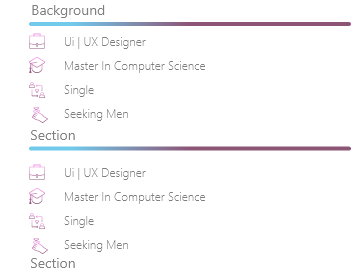 Background
Ui | UX Designer
Master In Computer Science
Single
Seeking Men
Section
Ui | UX Designer
Master In Computer Science
Single
Seeking Men
Section